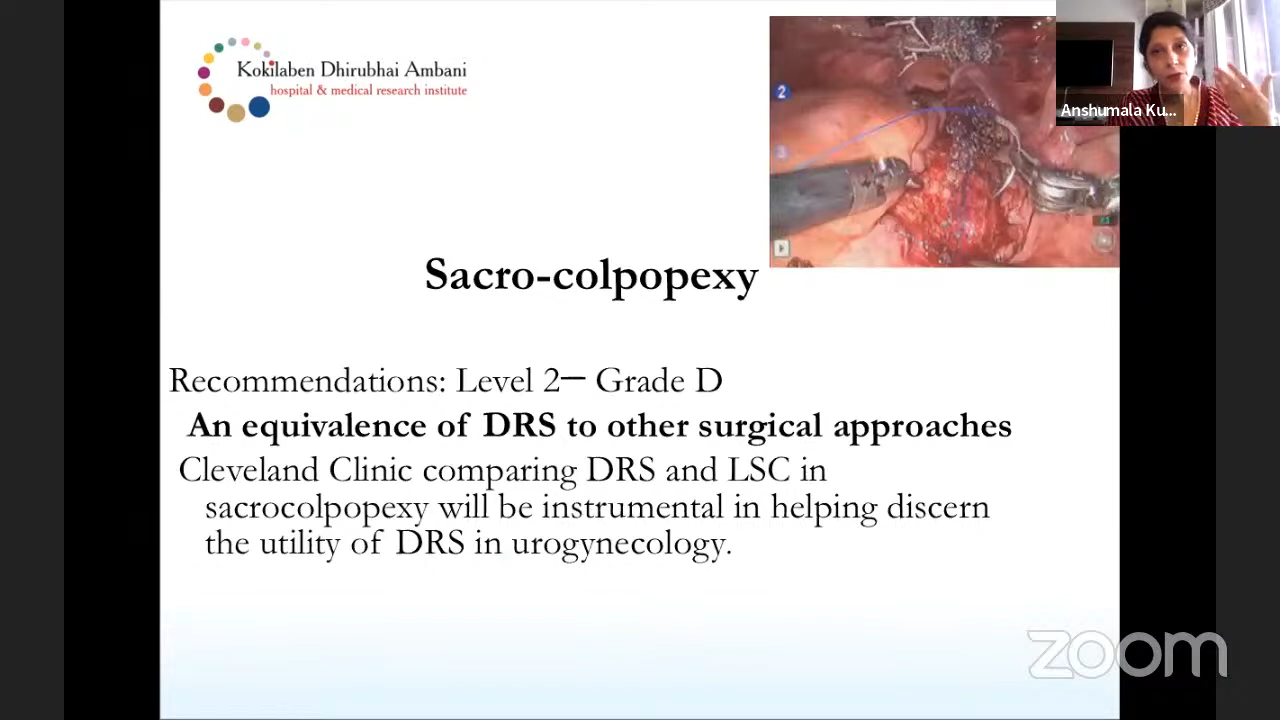 Kokilaben Dhirubhai Ambani
hospital & medical research institute
2
3
Anshumala Ku...
Sacro-colpopexy
Recommendations: Level 2– Grade D
An equivalence of DRS to other surgical approaches
Cleveland Clinic comparing DRS and LSC in
sacrocolpopexy will be instrumental in helping discern
the utility of DRS in urogynecology.
zoom